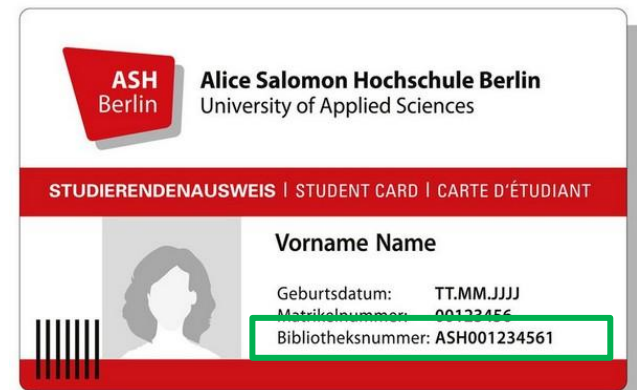 ASH
Berlin
Alice Salomon Hochschule Berlin
University of Applied Sciences
STUDIERENDENAUSWEIS | STUDENT CARD | CARTE D'ÉTUDIANT
Vorname Name
Geburtsdatum: TT.MM.JJJJ
Matrikelnummer: 00123456
Bibliotheksnummer: ASH001234561